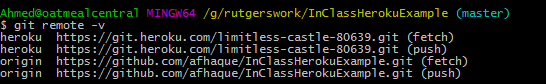 Ahmed@oatmealcentral MINGW64 /g/rutgerswork/InClassHerokuExample (master)
$ git remote -v
heroku  https://git.heroku.com/limitless-castle-80639.git (fetch)
heroku  https://git.heroku.com/limitless-castle-80639.git (push)
origin  https://github.com/afhaque/InClassHerokuExample.git (fetch)
origin  https://github.com/afhaque/InClassHerokuExample.git (push)